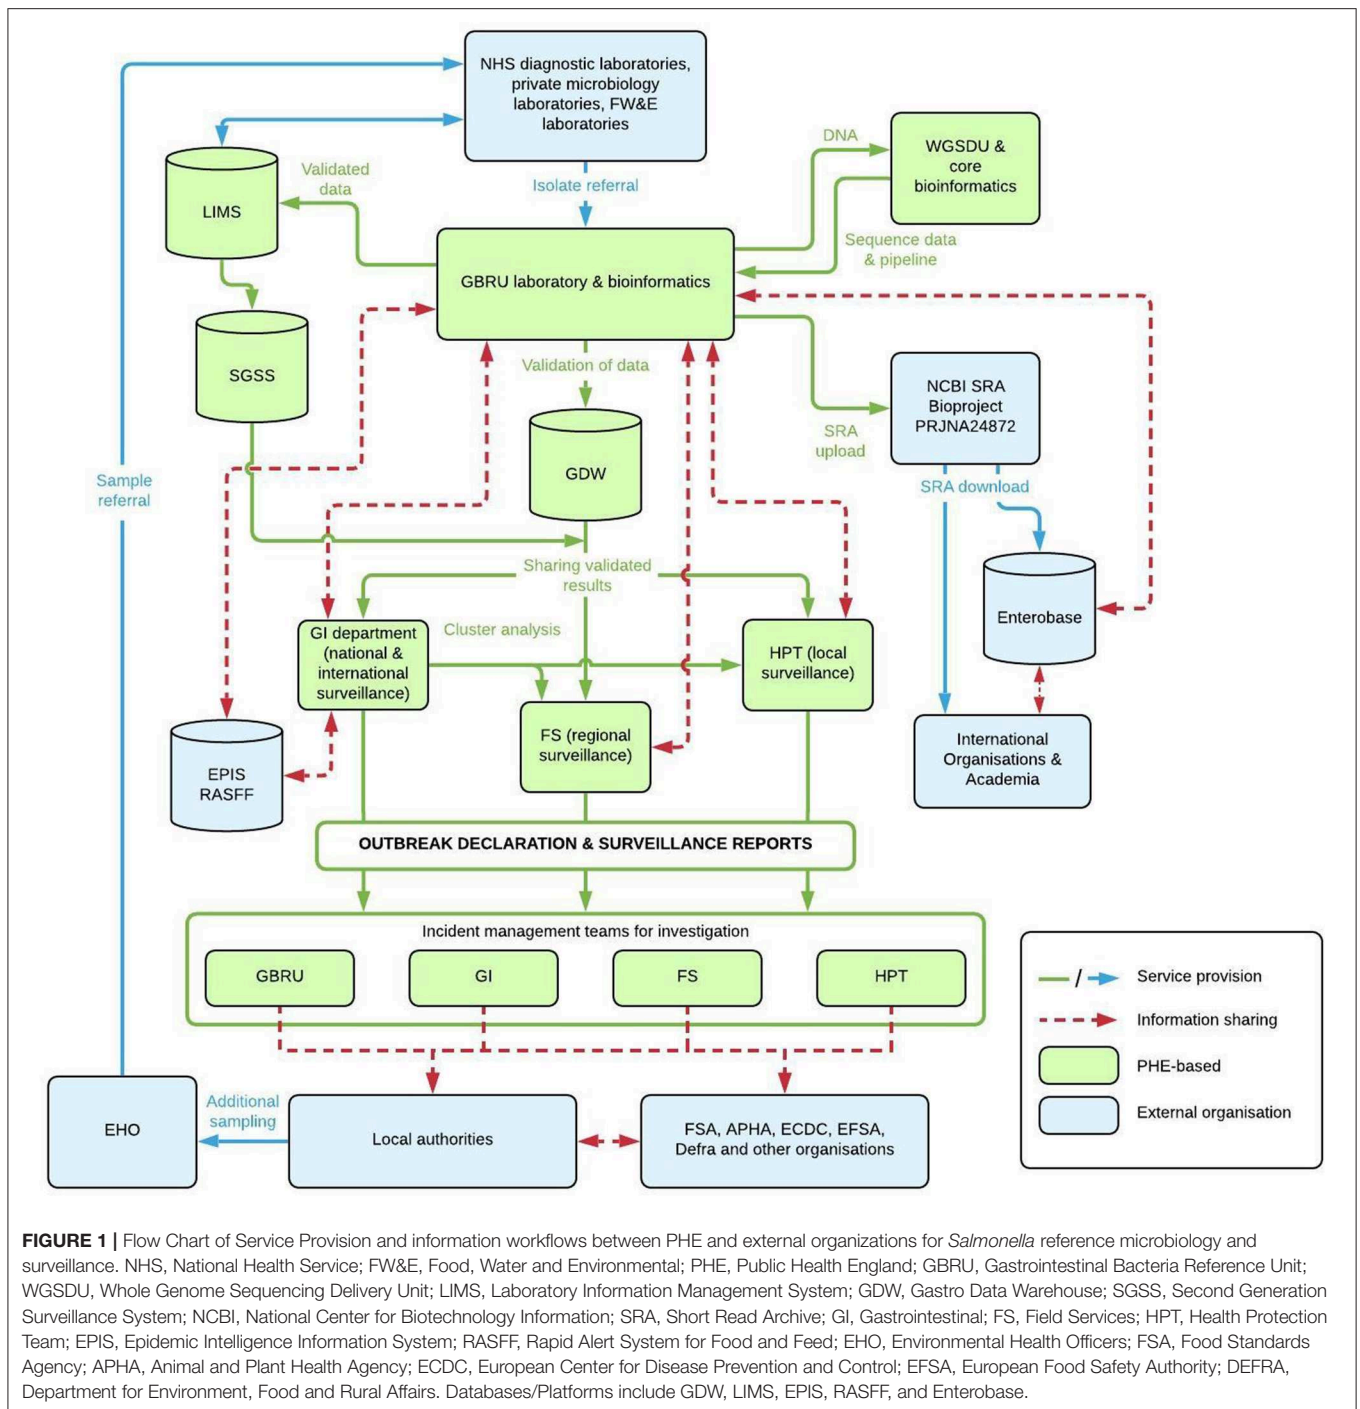 NHS diagnostic laboratories,
private microbiology
laboratories, FW&E
laboratories
DNA
WGSDU &
core
bioinformatics
Validated
data
LIMS
Isolate referral
Sequence data
& pipeline
GBRU laboratory & bioinformatics
SGSS
Validation of data
NCBI SRA
Bioproject
PRJNA24872
SRA
upload
GDW
Sample
referral
SRA download
Sharing validated
results
Enterobase
GI department
(national &
international
surveillance)
Cluster analysis
HPT (local
surveillance)
FS (regional
surveillance)
International
Organisations &
Academia
EPIS
RASFF
OUTBREAK DECLARATION & SURVEILLANCE REPORTS
Incident management teams for investigation
GBRU
GI
FS
HPT
/
Service provision
Information sharing
PHE-based
External organisation
EHO
Additional
sampling
Local authorities
FSA, APHA, ECDC, EFSA,
Defra and other organisations
FIGURE 1 | Flow Chart of Service Provision and information workflows between PHE and external organizations for Salmonella reference microbiology and
surveillance. NHS, National Health Service; FW&E, Food, Water and Environmental; PHE, Public Health England; GBRU, Gastrointestinal Bacteria Reference Unit;
WGSDU, Whole Genome Sequencing Delivery Unit; LIMS, Laboratory Information Management System; GDW, Gastro Data Warehouse; SGSS, Second Generation
Surveillance System; NCBI, National Center for Biotechnology Information; SRA, Short Read Archive; GI, Gastrointestinal; FS, Field Services; HPT, Health Protection
Team; EPIS, Epidemic Intelligence Information System; RASFF, Rapid Alert System for Food and Feed; EHO, Environmental Health Officers; FSA, Food Standards
Agency; APHA, Animal and Plant Health Agency; ECDC, European Center for Disease Prevention and Control; EFSA, European Food Safety Authority; DEFRA,
Department for Environment, Food and Rural Affairs. Databases/Platforms include GDW, LIMS, EPIS, RASFF, and Enterobase.